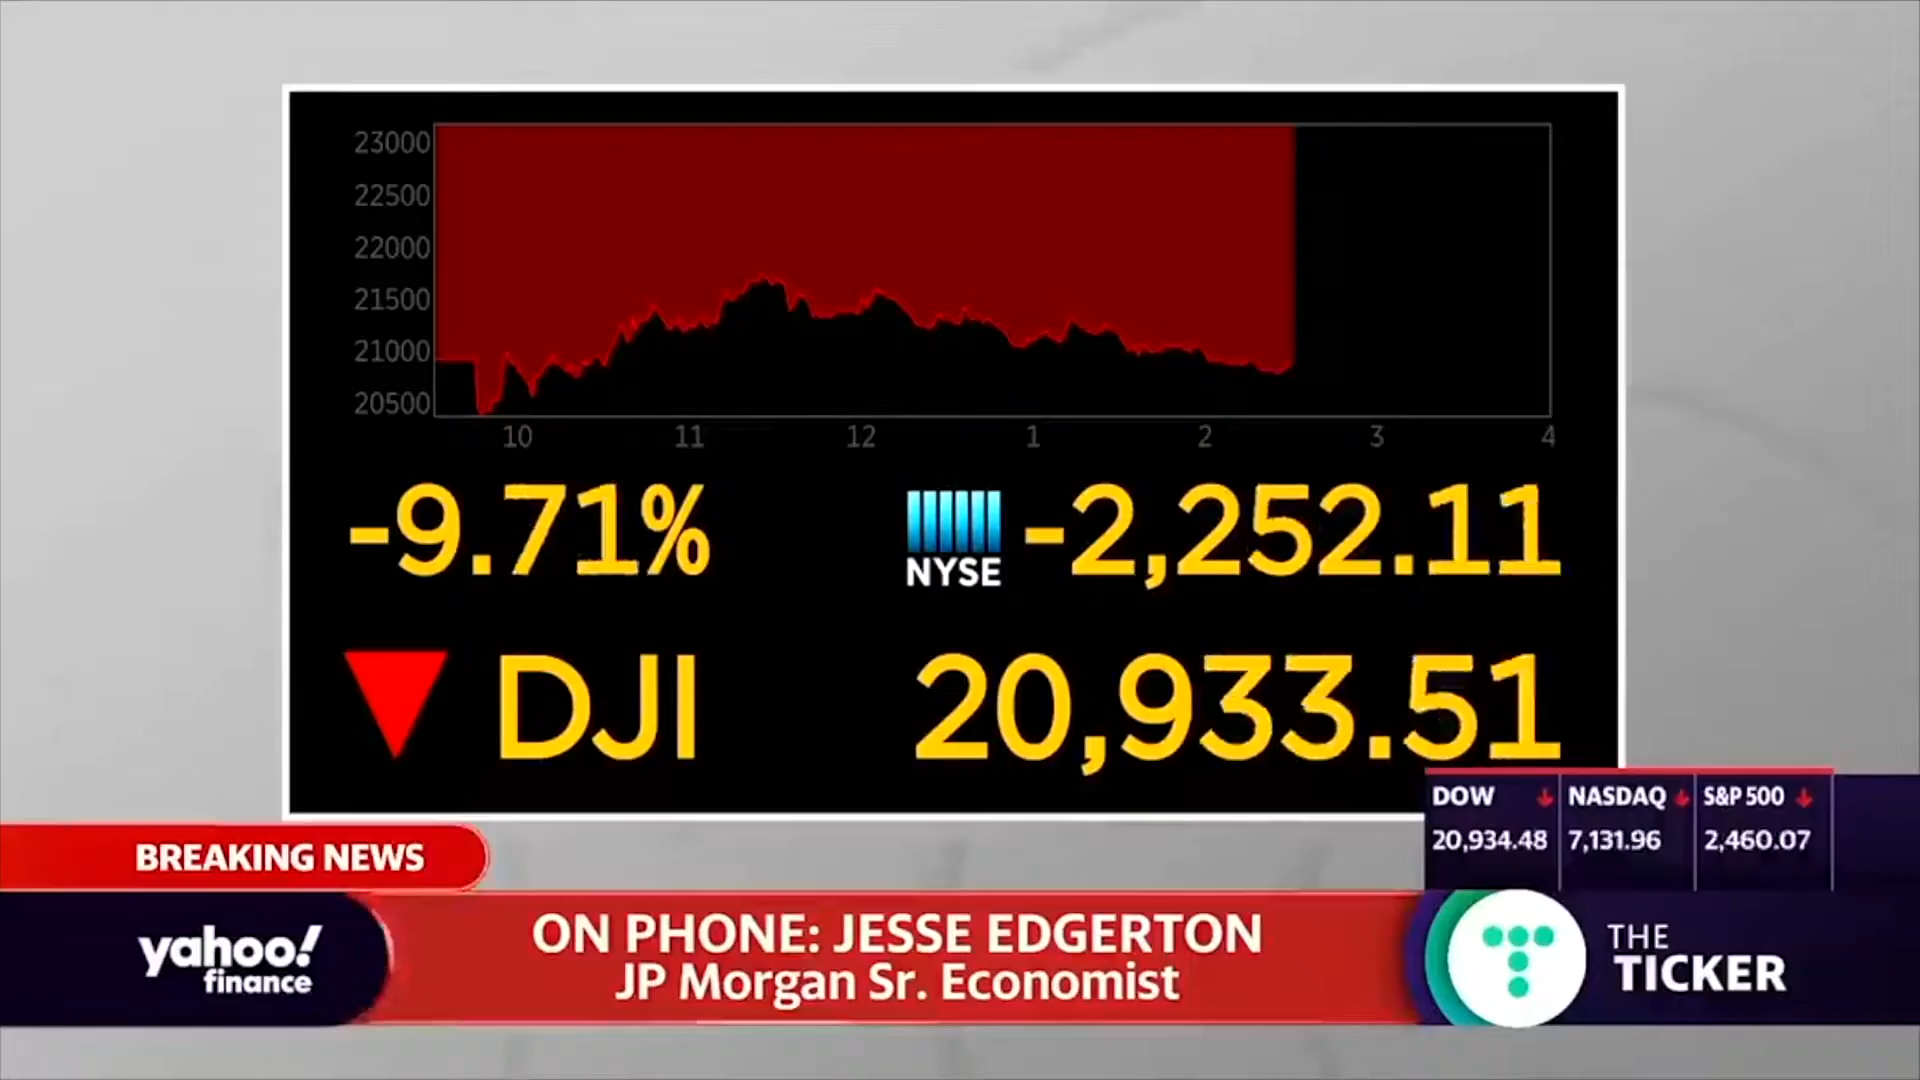 23000
22500
22000
21500
21000
20500
10 11 12 1 2 3 4
-9.71% NYSE -2,252.11
DJI 20,933.51
DOW NASDAQ S&P 500
20,934.48 7,131.96 2,460.07
BREAKING NEWS
yahoo!
finance
ON PHONE: JESSE EDGERTON
JP Morgan Sr. Economist
THE
TICKER